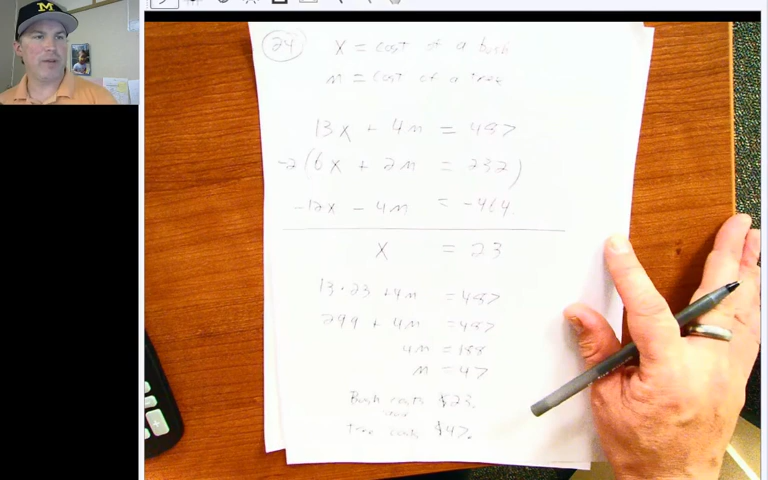 M
24
x = cost of a bush
m = cost of a tree
13x + 4m = 487
-2(6x + 2m = 232)
-12x - 4m = -464
x = 23
13·23 + 4m = 487
299 + 4m = 487
4m = 188
m = 47
Bush costs $23.
and
tree costs $47.